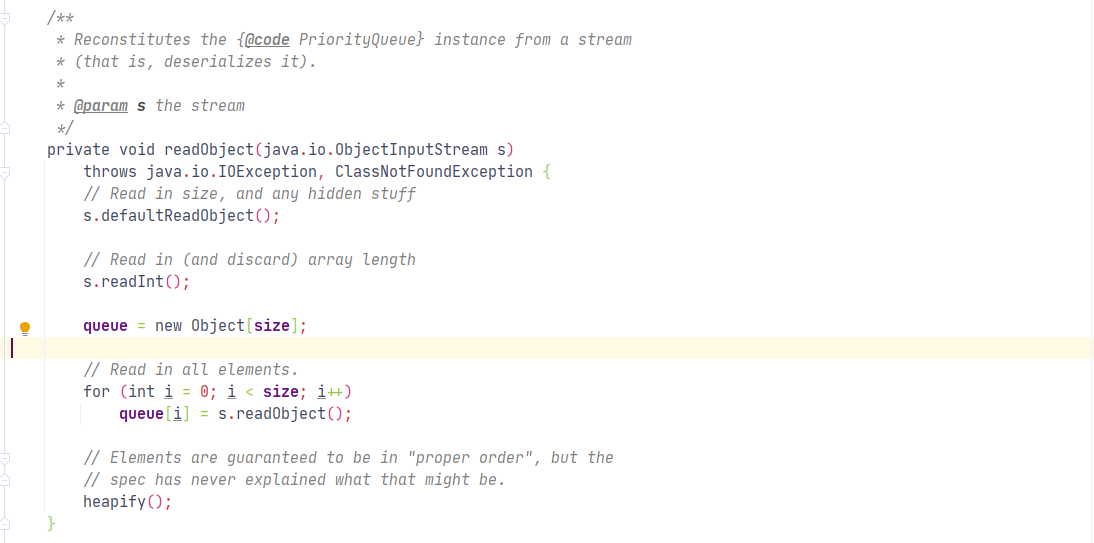 /**
 * Reconstitutes the {@code PriorityQueue} instance from a stream
 * (that is, deserializes it).
 *
 * @param s the stream
 */
private void readObject(java.io.ObjectInputStream s)
    throws java.io.IOException, ClassNotFoundException {
    // Read in size, and any hidden stuff
    s.defaultReadObject();

    // Read in (and discard) array length
    s.readInt();

    queue = new Object[size];

    // Read in all elements.
    for (int i = 0; i < size; i++)
        queue[i] = s.readObject();

    // Elements are guaranteed to be in "proper order", but the
    // spec has never explained what that might be.
    heapify();
}